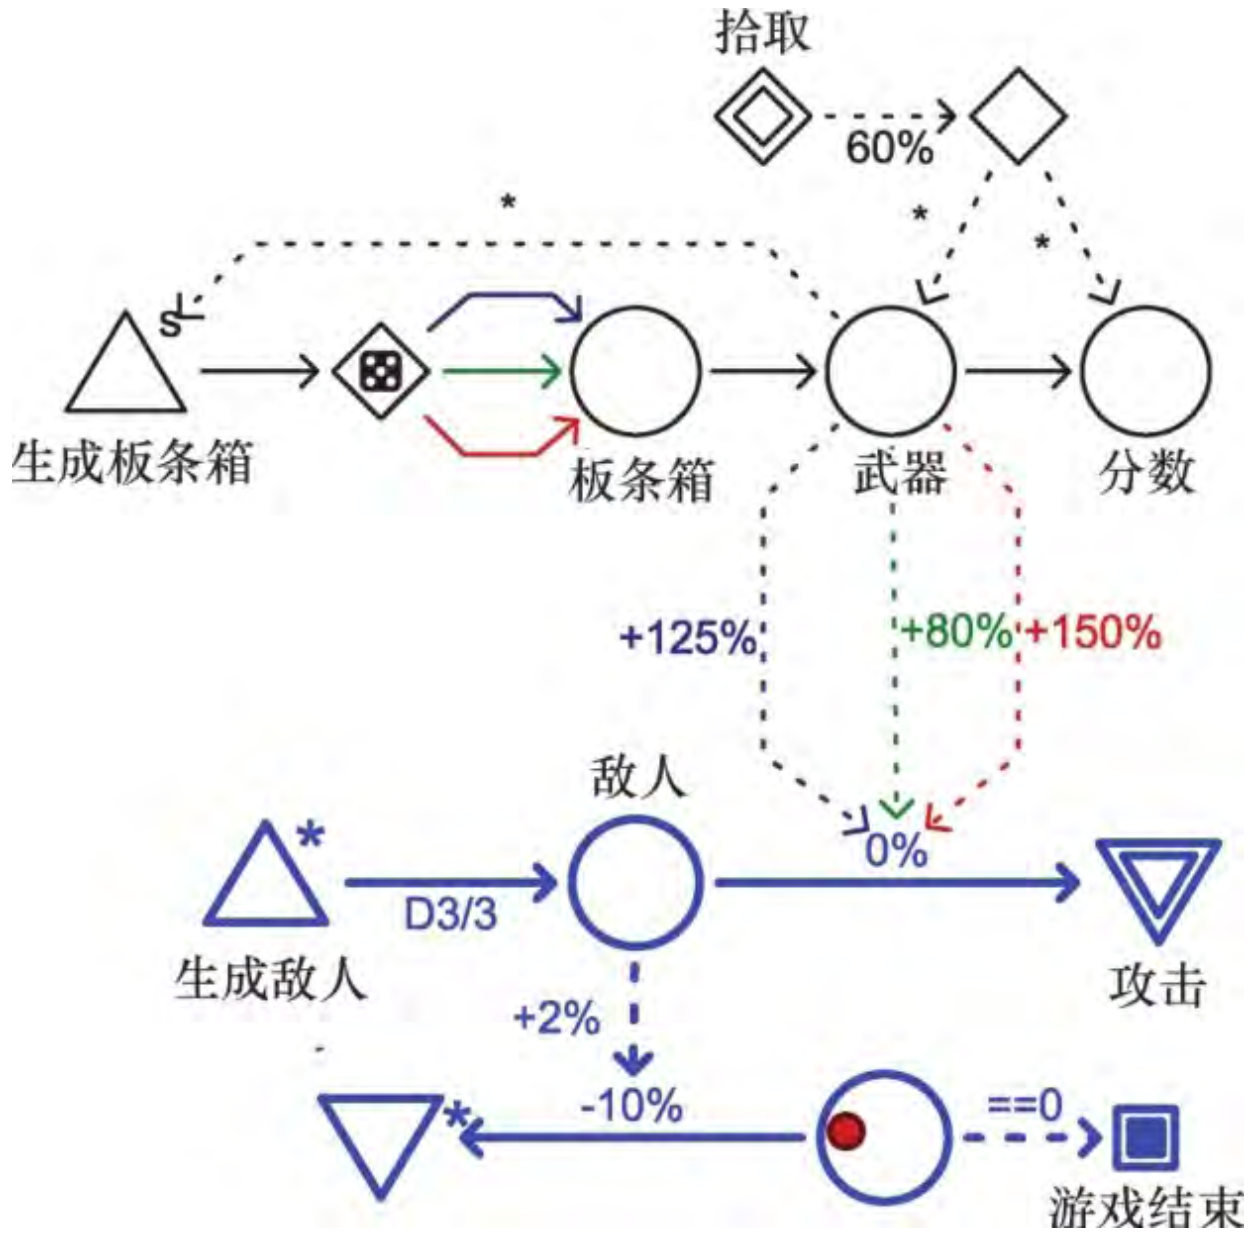 拾取
60%
*
*
*
s
生成板条箱
板条箱
武器
分数
+125%
+80%
+150%
敌人
*
0%
D3/3
生成敌人
攻击
+2%
-10%
*
==0
游戏结束